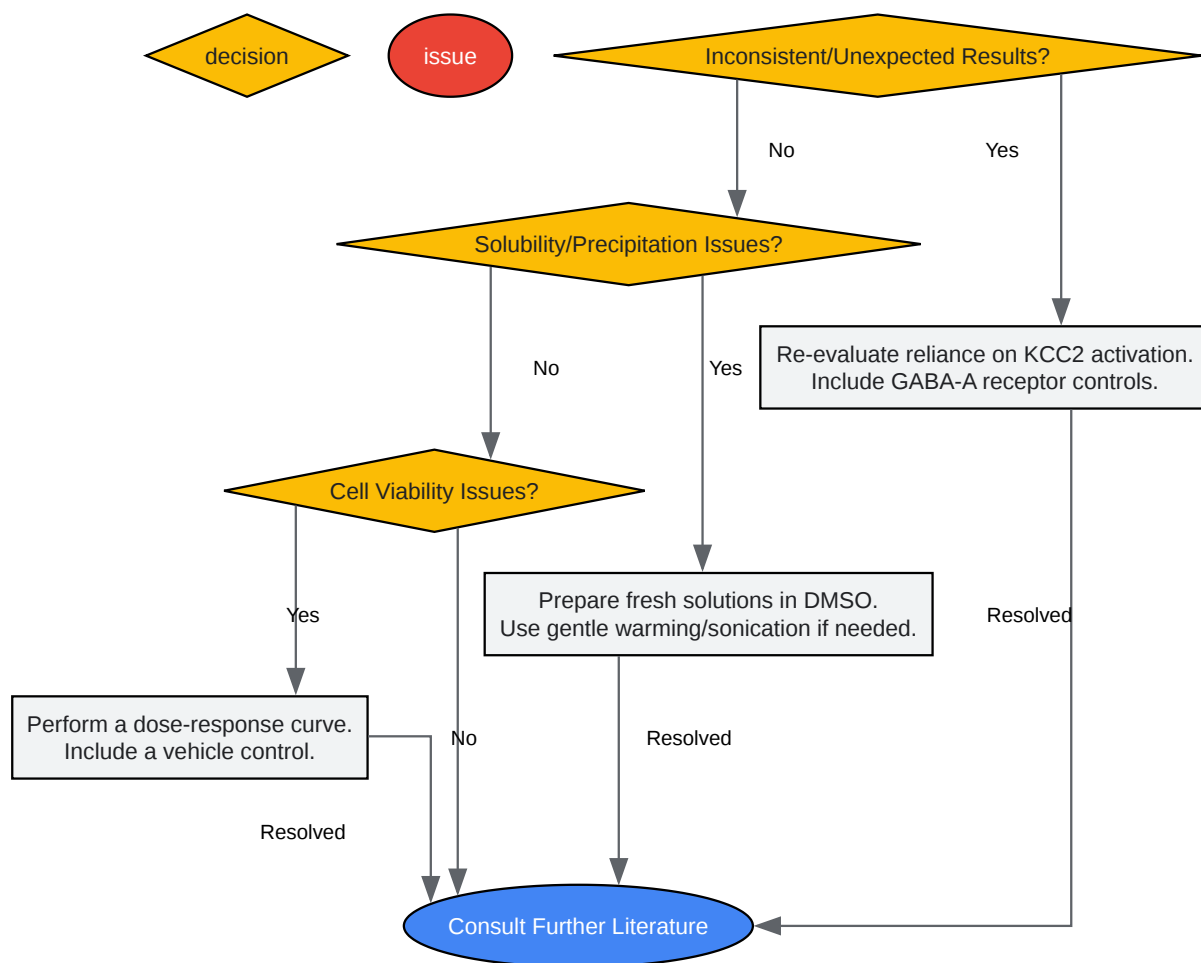 decision
issue
Inconsistent/Unexpected Results?
No
Yes
Solubility/Precipitation Issues?
Re-evaluate reliance on KCC2 activation.
Include GABA-A receptor controls.
No
Yes
Cell Viability Issues?
Prepare fresh solutions in DMSO.
Use gentle warming/sonication if needed.
Yes
Resolved
Perform a dose-response curve.
Include a vehicle control.
No
Resolved
Resolved
Consult Further Literature